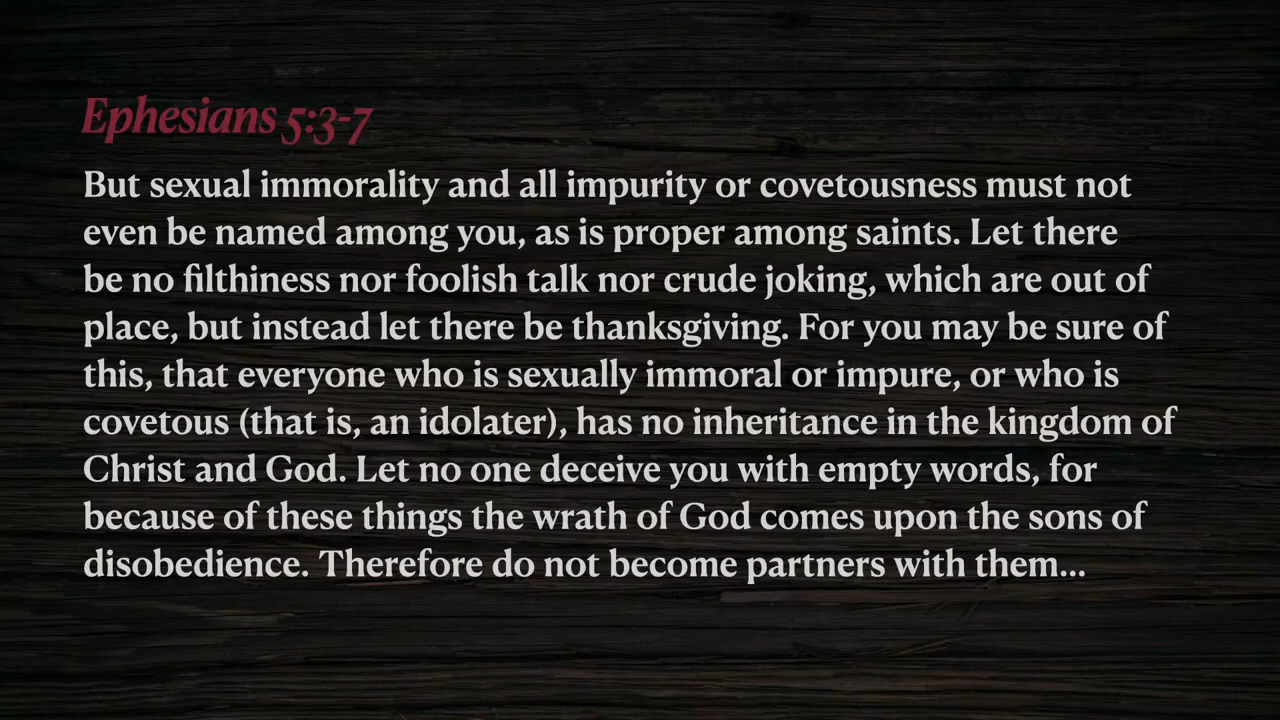 Ephesians 5:3-7
But sexual immorality and all impurity or covetousness must not
even be named among you, as is proper among saints. Let there
be no filthiness nor foolish talk nor crude joking, which are out of
place, but instead let there be thanksgiving. For you may be sure of
this, that everyone who is sexually immoral or impure, or who is
covetous (that is, an idolater), has no inheritance in the kingdom of
Christ and God. Let no one deceive you with empty words, for
because of these things the wrath of God comes upon the sons of
disobedience. Therefore do not become partners with them...